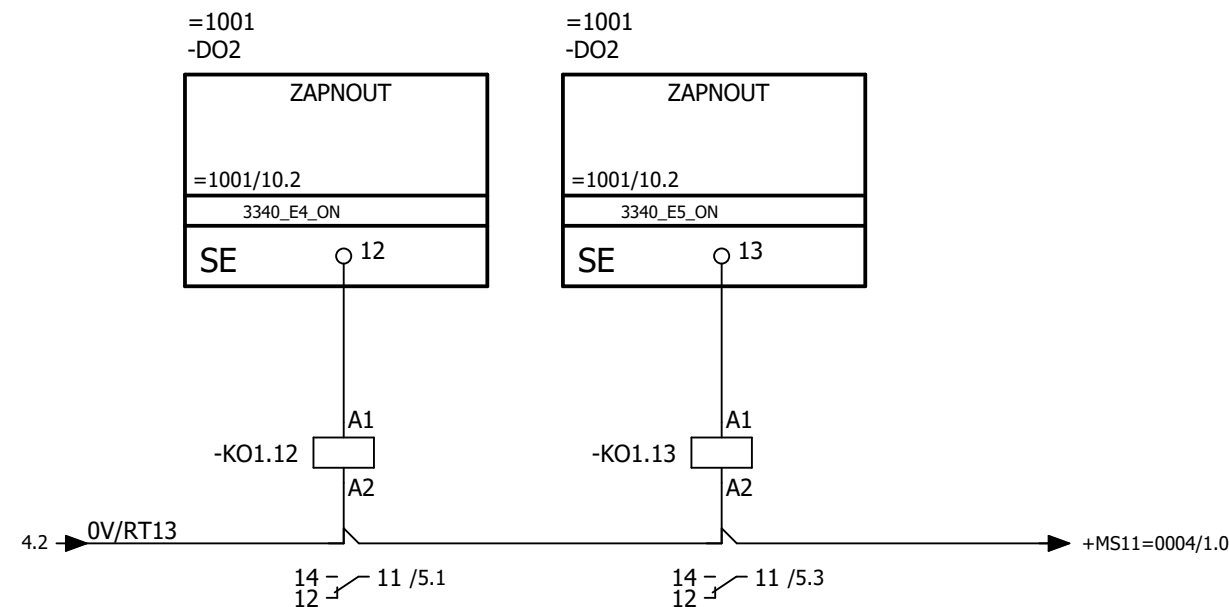 =1001
-DO2
ZAPNOUT
=1001/10.2
3340_E4_ON
SE
12
=1001
-DO2
ZAPNOUT
=1001/10.2
3340_E5_ON
SE
13
A1
-KO1.12
A2
A1
-KO1.13
A2
4.2
0V/RT13
+MS11=0004/1.0
14 11 /5.1
12
14 11 /5.3
12